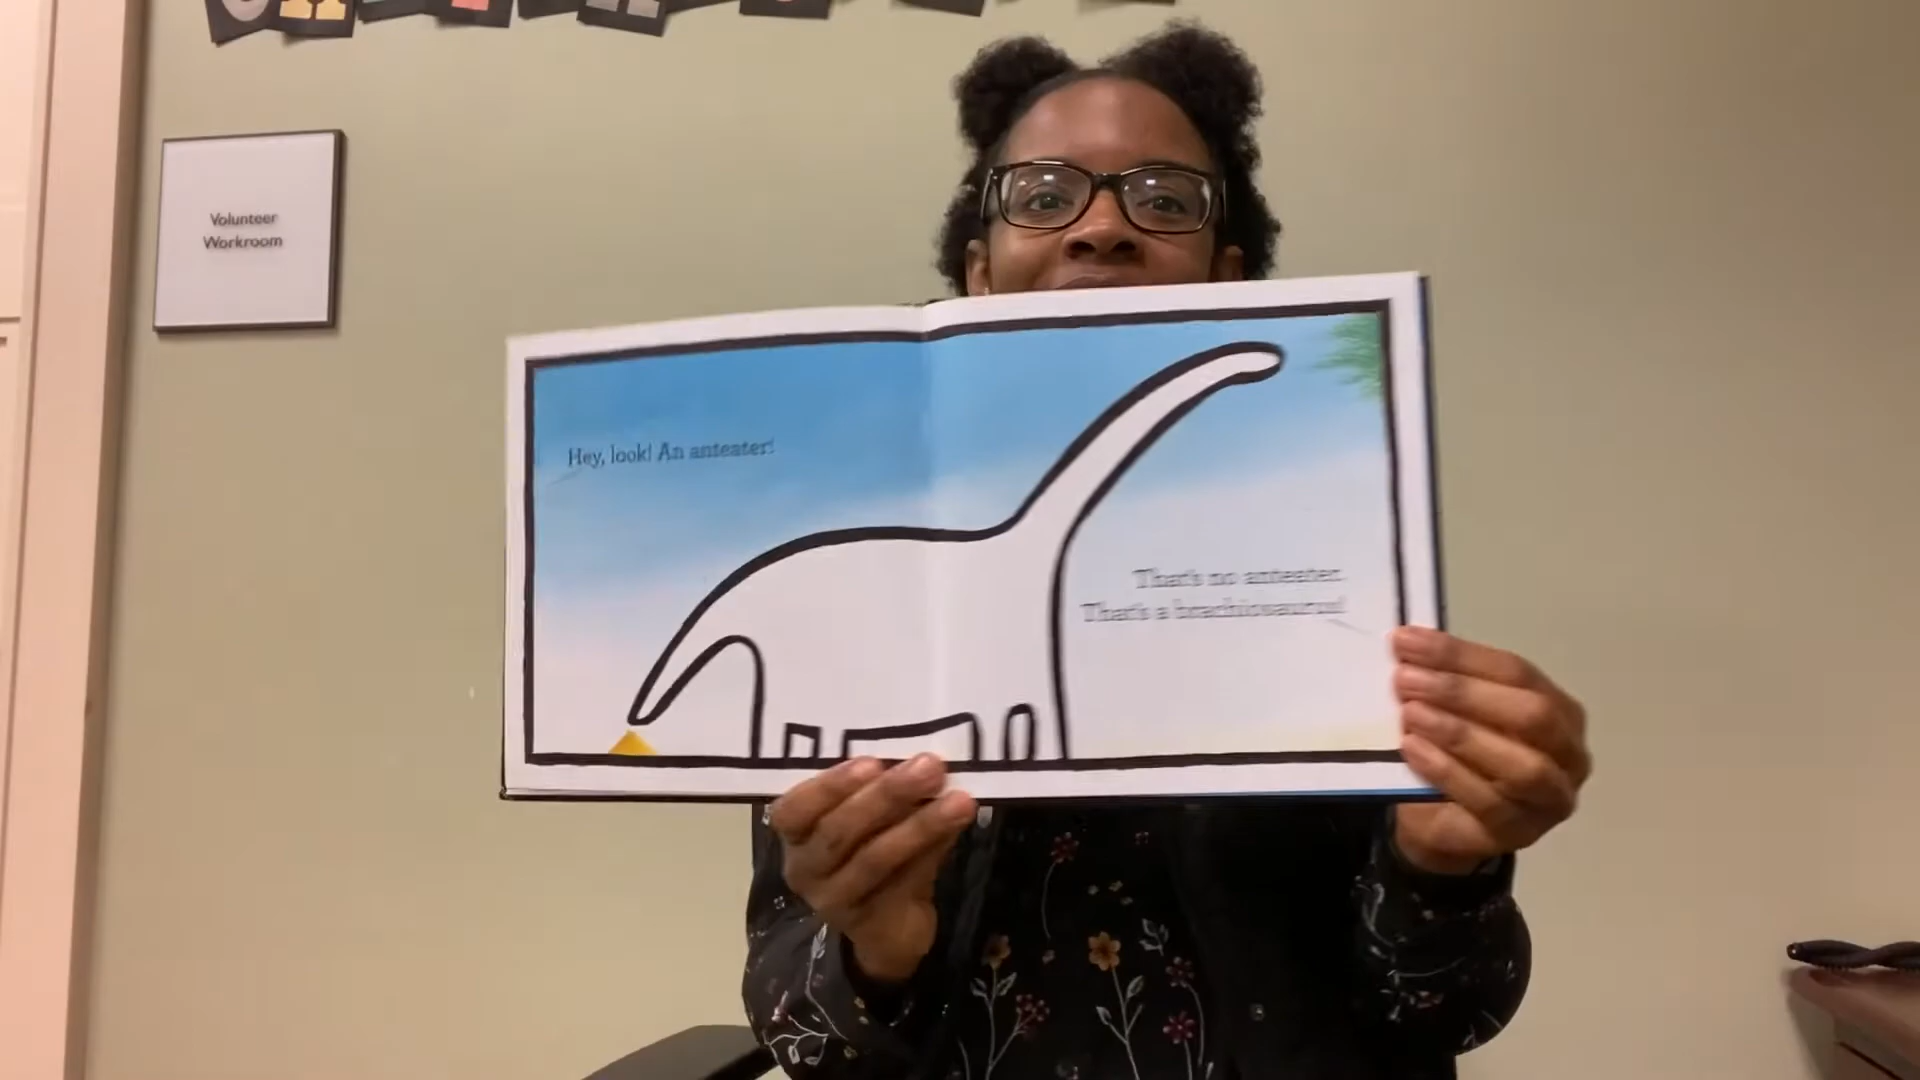 Volunteer
Workroom
Hey, look! An anteater!
That's no anteater.
That's a brachiosaurus!